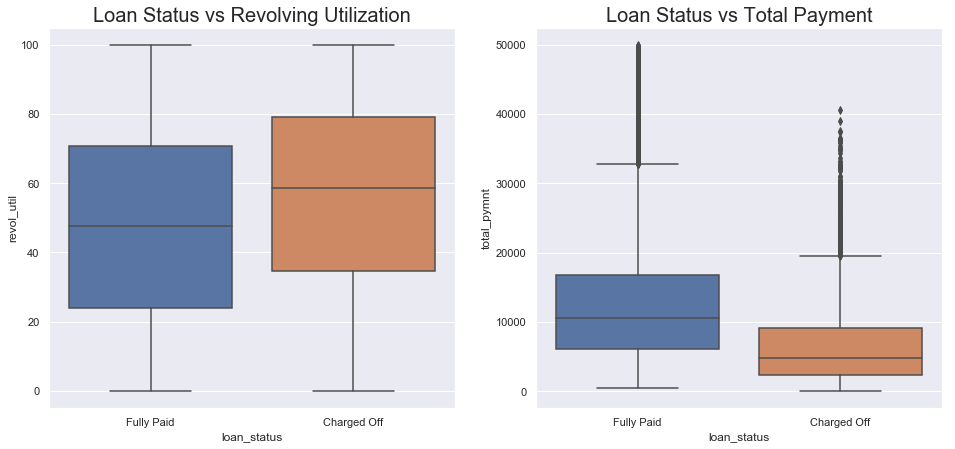 Loan Status vs Revolving Utilization
100
80
60
40
20
0
revol_util
Fully Paid
Charged Off
loan_status
Loan Status vs Total Payment
50000
40000
30000
20000
10000
0
total_pymnt
Fully Paid
Charged Off
loan_status